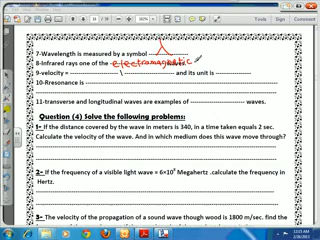 7-Wavelength is measured by a symbol ---------------- λ
8-Infrared rays one of the -electromagnetic-
9-velocity = -------------------- \ -------------------- and its unit is ----------------
10-Rresonance is --------------------
11-transverse and longitudinal waves are examples of -------------------- waves.
Question (4) Solve the following problems:
1- If the distance covered by the wave in meters is 340, in a time taken equals 2 sec.
Calculate the velocity of the wave. And in which medium does this wave move through?
2- If the frequency of a visible light wave = 6×10⁸ Megahertz .calculate the frequency in
Hertz.
3- The velocity of the propagation of a sound wave though wood is 1800 m/sec. find the
11:15 AM